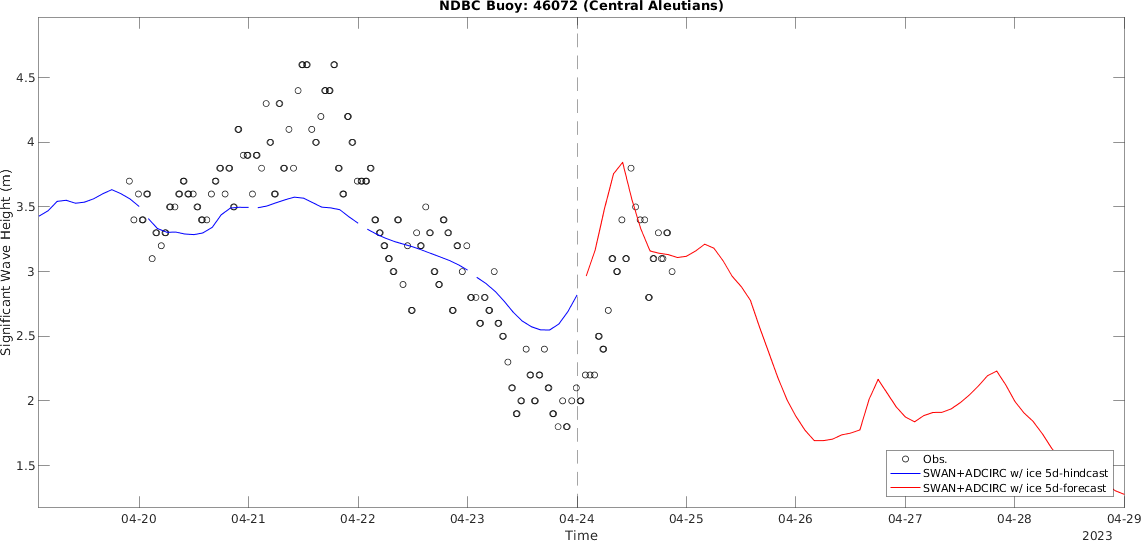 NDBC Buoy: 46072 (Central Aleutians)
Significant Wave Height (m)
4.5
4
3.5
3
2.5
2
1.5
Obs.
SWAN+ADCIRC w/ ice 5d-hindcast
SWAN+ADCIRC w/ ice 5d-forecast
04-20 04-21 04-22 04-23 04-24 04-25 04-26 04-27 04-28 04-29
Time
2023